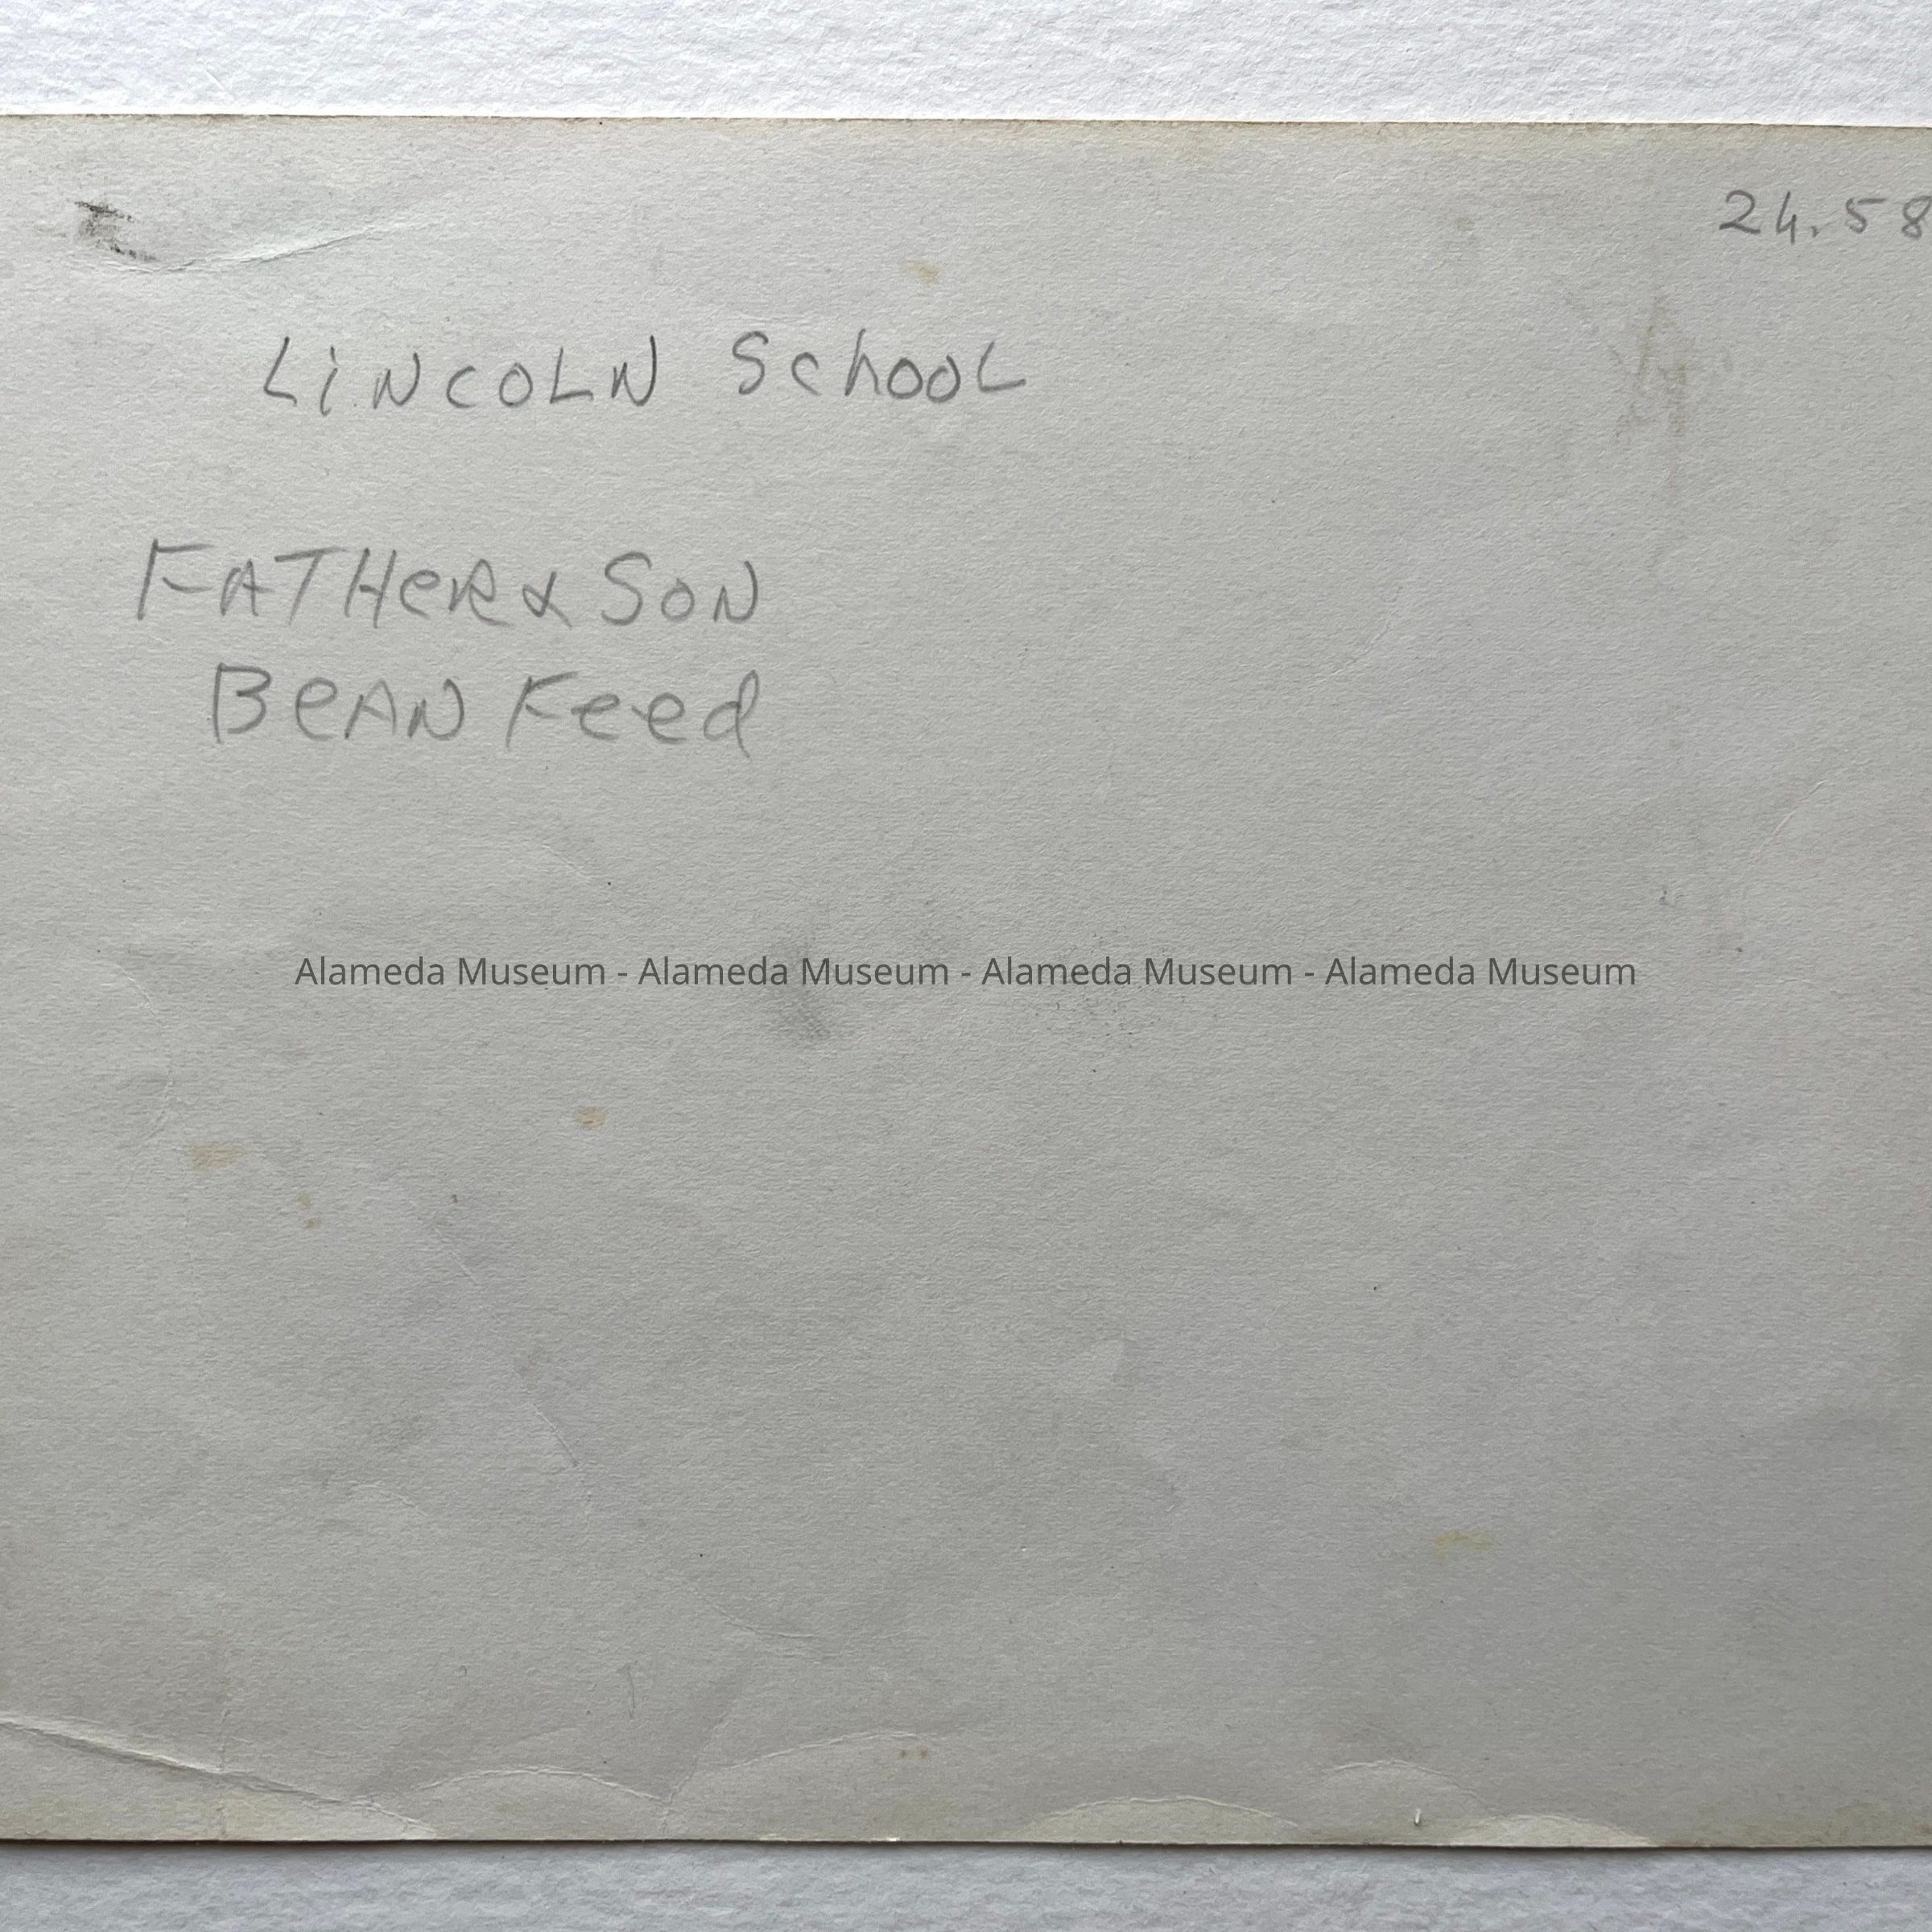 24.58
LiNcOLN SchOOL
FATHeR & SON
BeAN Feed
Alameda Museum - Alameda Museum - Alameda Museum - Alameda Museum